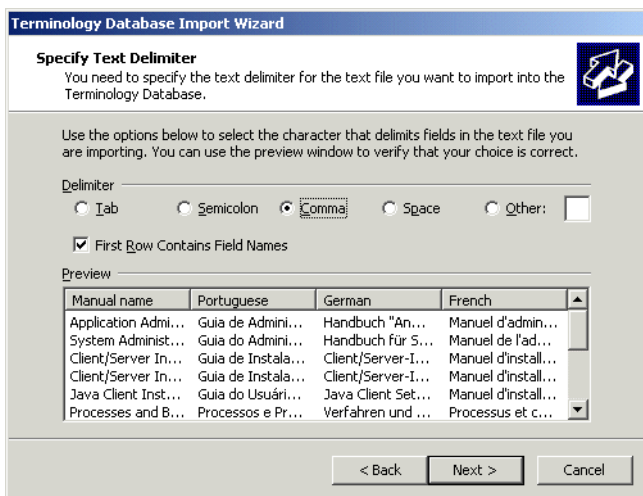 Terminology Database Import Wizard
Specify Text Delimiter
You need to specify the text delimiter for the text file you want to import into the
Terminology Database.
Use the options below to select the character that delimits fields in the text file you
are importing. You can use the preview window to verify that your choice is correct.
Delimiter
Tab Semicolon Comma Space Other:
First Row Contains Field Names
Preview
Manual name Portuguese German French
Application Admi... Guia de Admini... Handbuch "An... Manuel d'admin...
System Administ... Guia do Admini... Handbuch für S... Manuel de l'ad...
Client/Server In... Guia de Instala... Client/Server-I... Manuel d'install...
Client/Server In... Guia de Instala... Client/Server-I... Manuel d'install...
Java Client Inst... Guia do Usuári... Java Client Set... Manuel d'install...
Processes and B... Processos e Pr... Verfahren und ... Processus et c...
< Back Next > Cancel